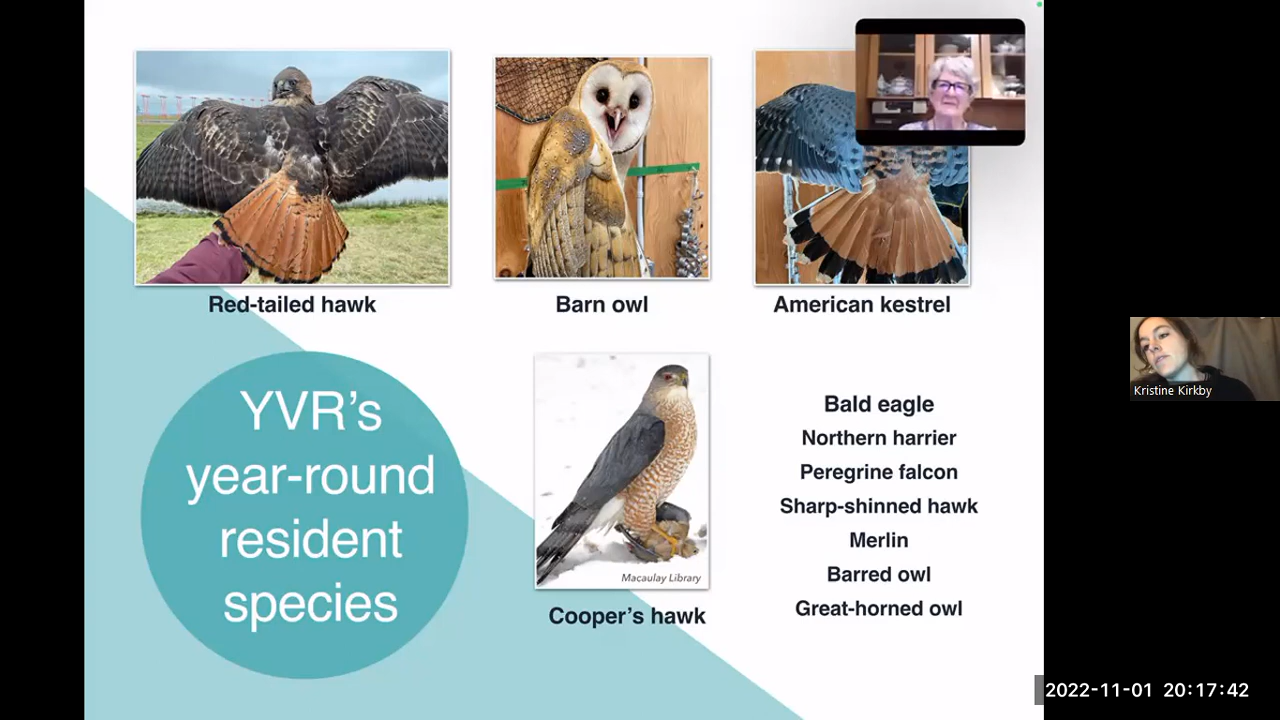 Red-tailed hawk
Barn owl
American kestrel
YVR's
year-round
resident
species
Macaulay Library
Cooper's hawk
Bald eagle
Northern harrier
Peregrine falcon
Sharp-shinned hawk
Merlin
Barred owl
Great-horned owl
Kristine Kirkby
2022-11-01 20:17:42